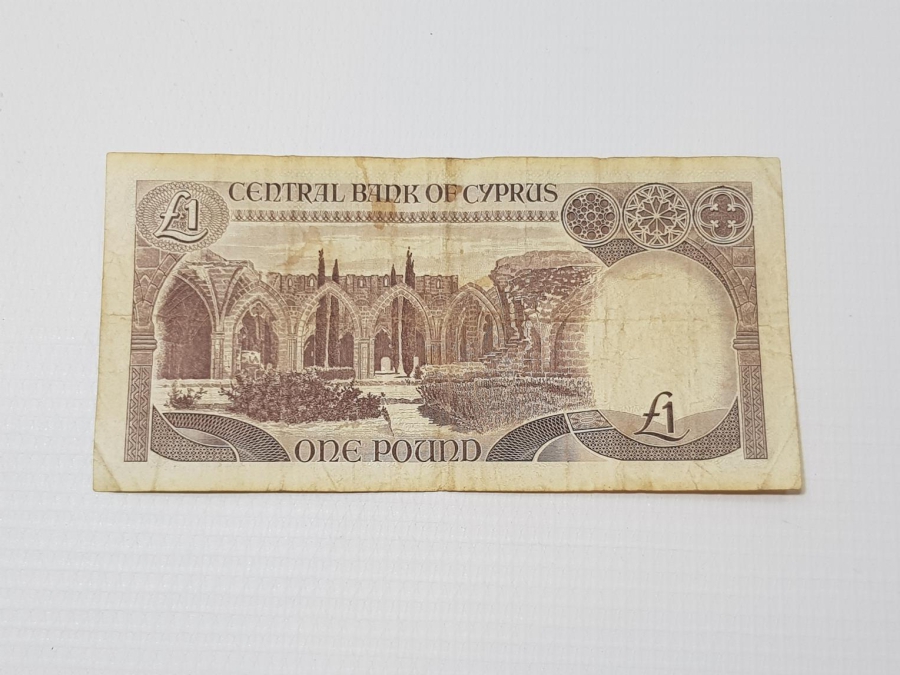 £1
CENTRAL BANK OF CYPRUS
£1
ONE POUND